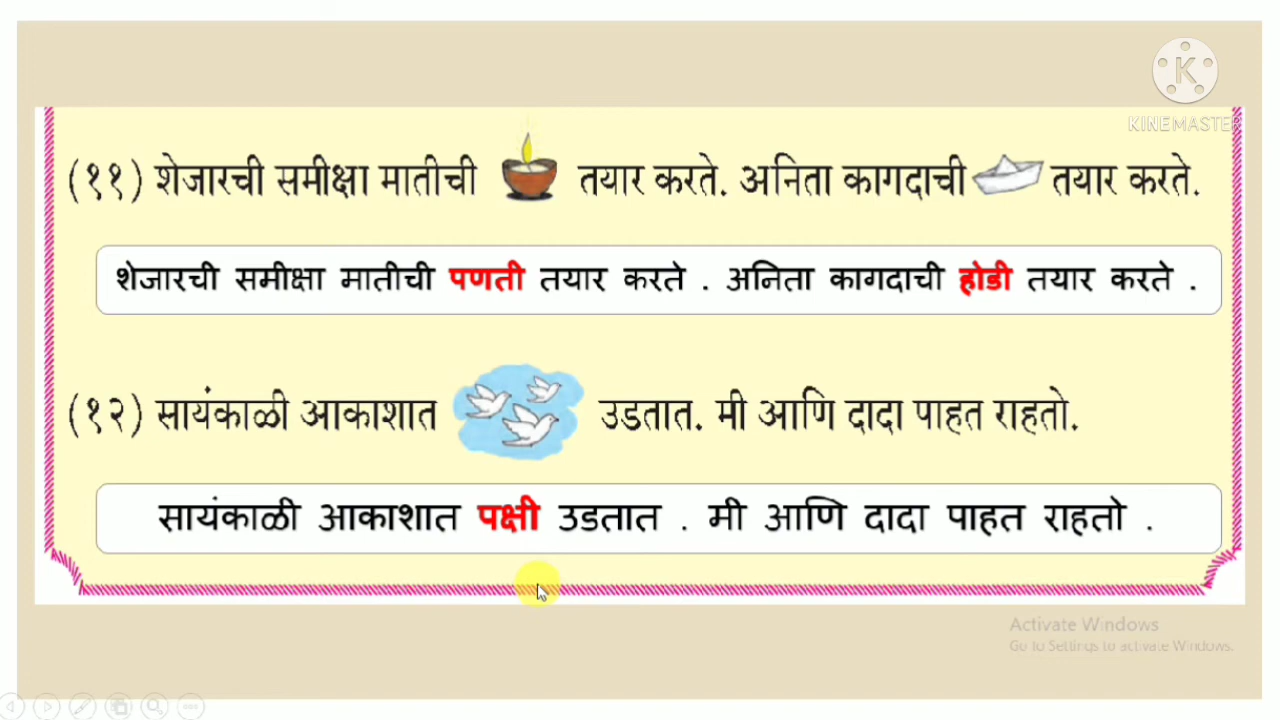 K
KINEMASTER
(११) शेजारची समीक्षा मातीची तयार करते. अनिता कागदाची तयार करते.
शेजारची समीक्षा मातीची पणती तयार करते . अनिता कागदाची होडी तयार करते .
(१२) सायंकाळी आकाशात उडतात. मी आणि दादा पाहत राहतो.
सायंकाळी आकाशात पक्षी उडतात . मी आणि दादा पाहत राहतो .
Activate Windows
Go to Settings to activate Windows.